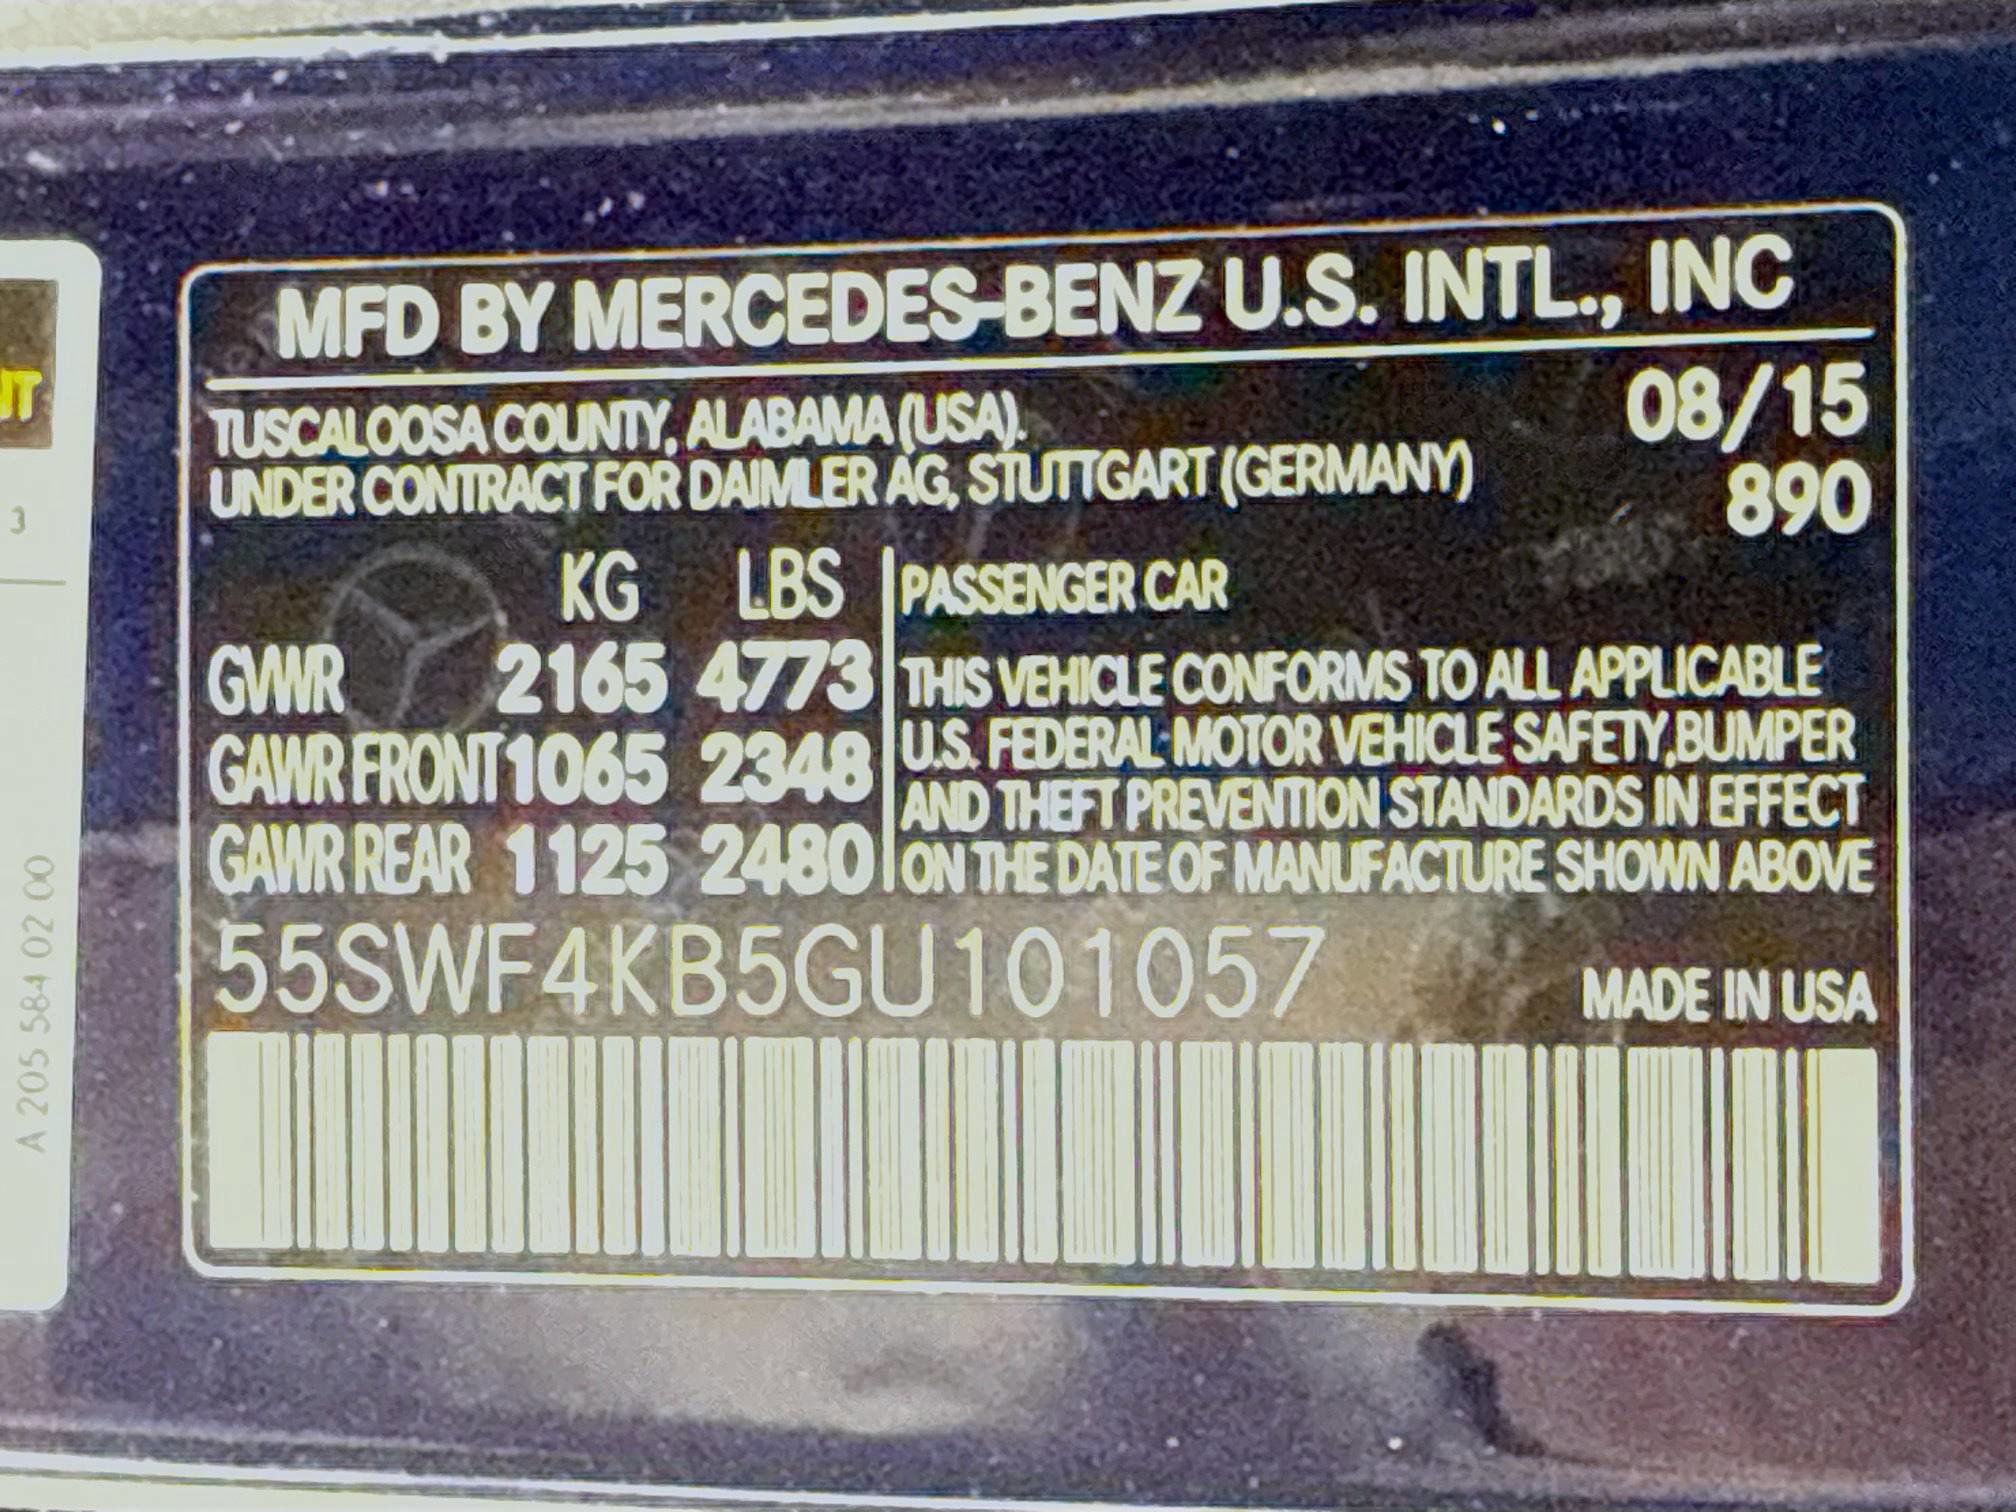 MFD BY MERCEDES-BENZ U.S. INTL., INC
TUSCALOOSA COUNTY, ALABAMA (USA).
08/15
UNDER CONTRACT FOR DAIMLER AG, STUTTGART (GERMANY)
890
KG LBS
GVWR 2165 4773
GAWR FRONT 1065 2348
GAWR REAR 1125 2480
PASSENGER CAR
THIS VEHICLE CONFORMS TO ALL APPLICABLE
U.S. FEDERAL MOTOR VEHICLE SAFETY,BUMPER
AND THEFT PREVENTION STANDARDS IN EFFECT
ON THE DATE OF MANUFACTURE SHOWN ABOVE
55SWF4KB5GU101057
MADE IN USA
A 205 584 02 00
3